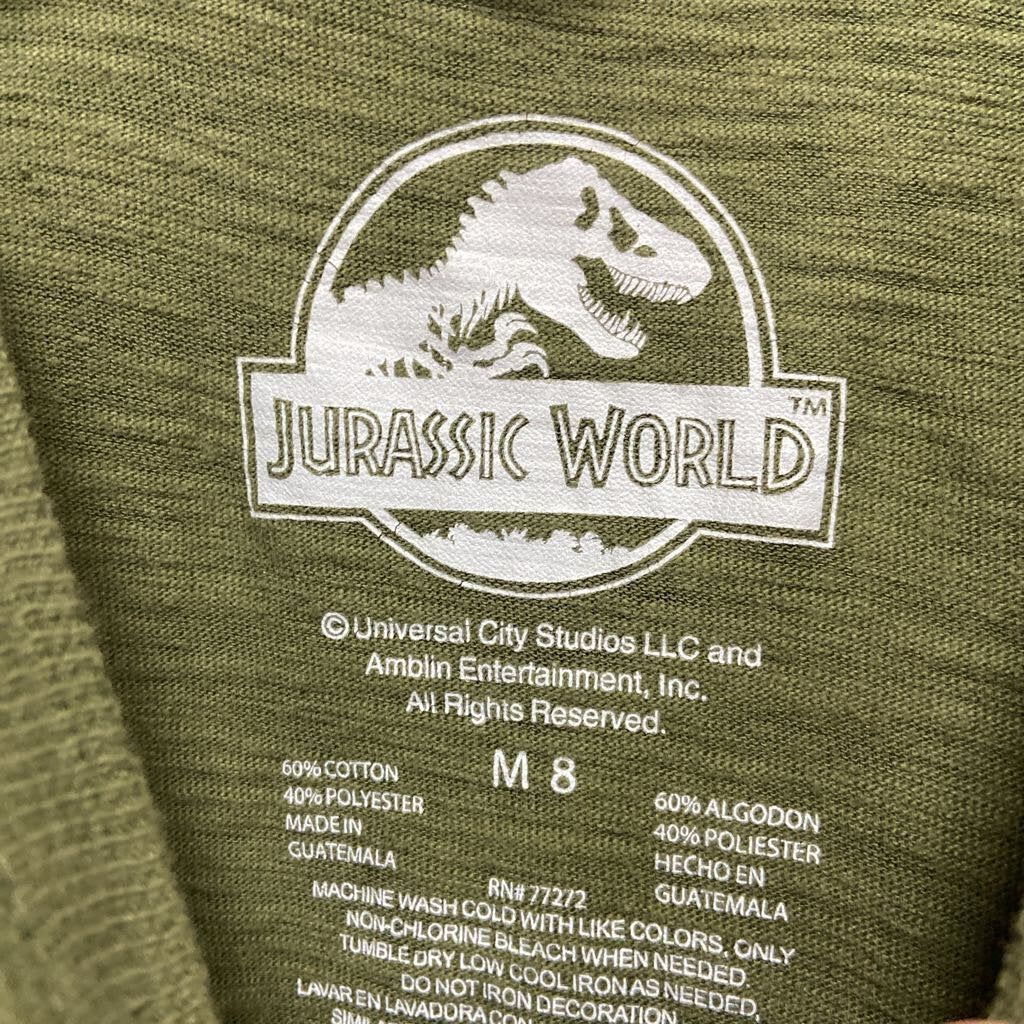 JURASSIC WORLD™
© Universal City Studios LLC and
Amblin Entertainment, Inc.
All Rights Reserved.
M 8
60% COTTON
40% POLYESTER
MADE IN
GUATEMALA
60% ALGODON
40% POLIESTER
HECHO EN
GUATEMALA
RN# 77272
MACHINE WASH COLD WITH LIKE COLORS, ONLY
NON-CHLORINE BLEACH WHEN NEEDED.
TUMBLE DRY LOW COOL IRON AS NEEDED,
DO NOT IRON DECORATION
LAVAR EN LAVADORA CON